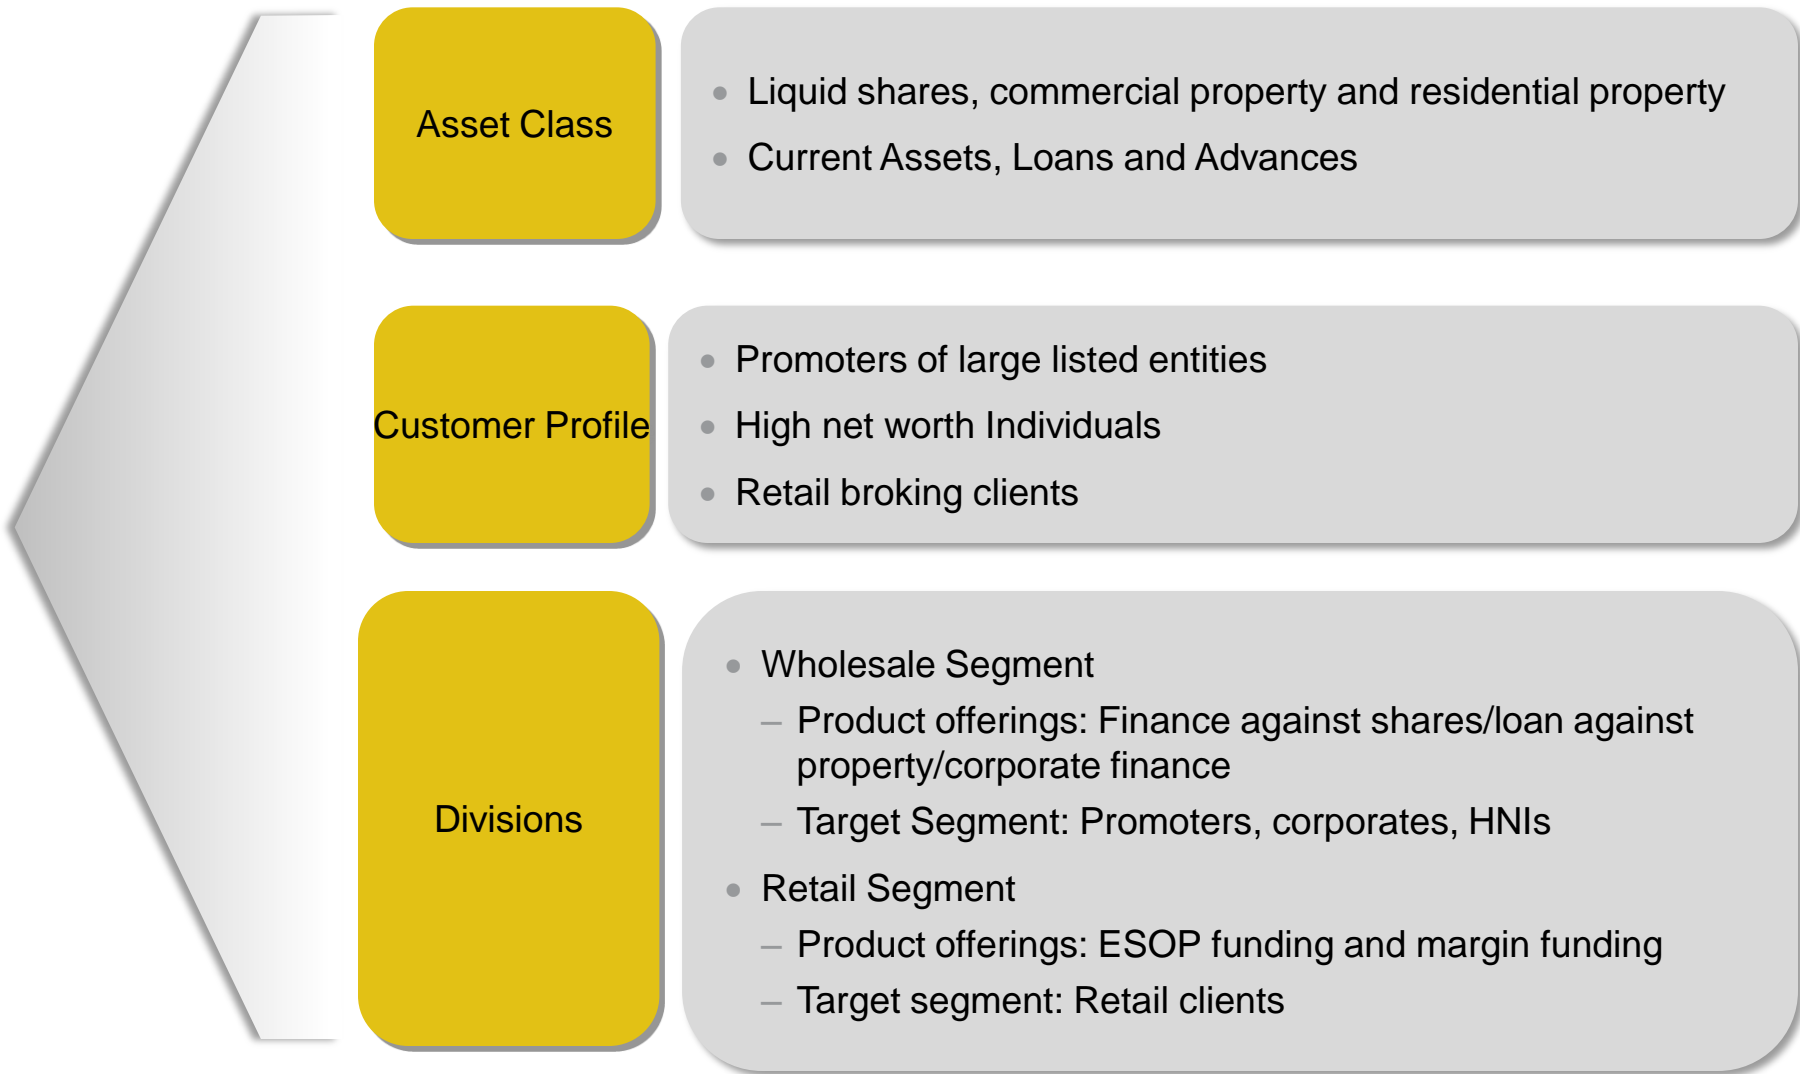 Asset Class
• Liquid shares, commercial property and residential property
• Current Assets, Loans and Advances
Customer Profile
• Promoters of large listed entities
• High net worth Individuals
• Retail broking clients
Divisions
• Wholesale Segment
– Product offerings: Finance against shares/loan against
property/corporate finance
– Target Segment: Promoters, corporates, HNIs
• Retail Segment
– Product offerings: ESOP funding and margin funding
– Target segment: Retail clients